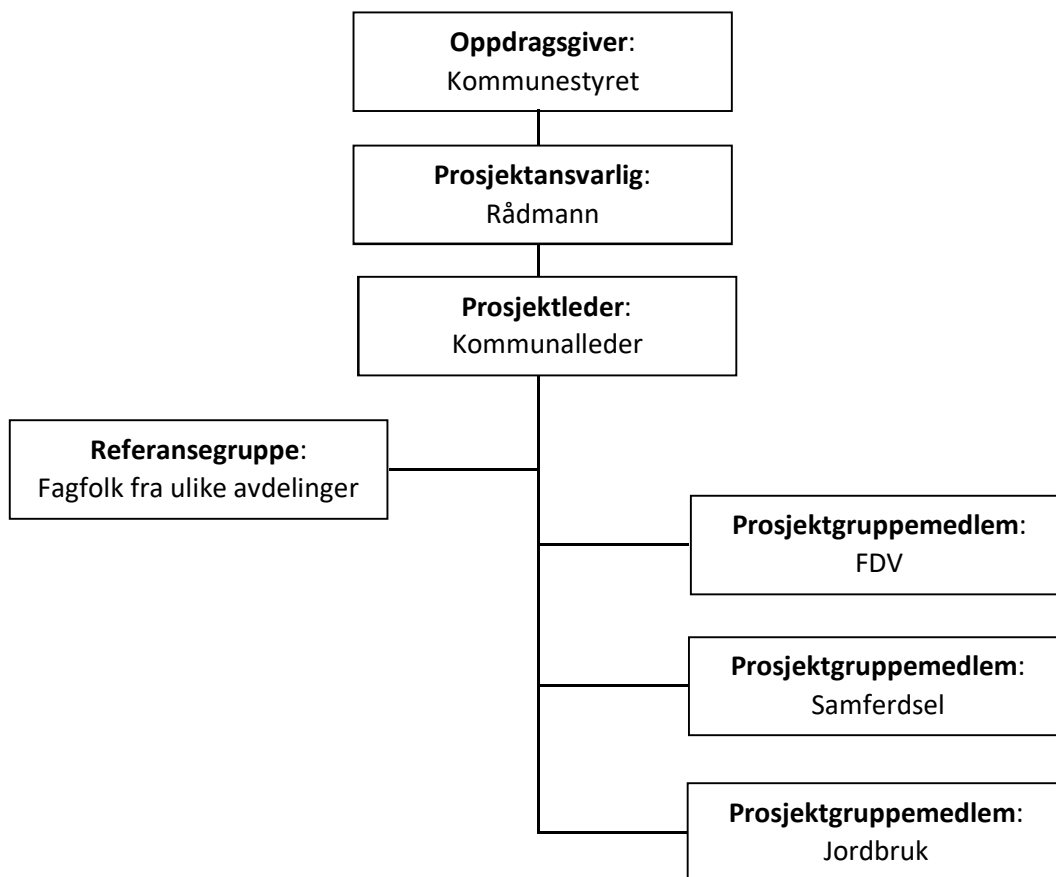 Oppdragsgiver:
Kommunestyret
Prosjektansvarlig:
Rådmann
Prosjektleder:
Kommunalleder
Referansegruppe:
Fagfolk fra ulike avdelinger
Prosjektgruppemedlem:
FDV
Prosjektgruppemedlem:
Samferdsel
Prosjektgruppemedlem:
Jordbruk